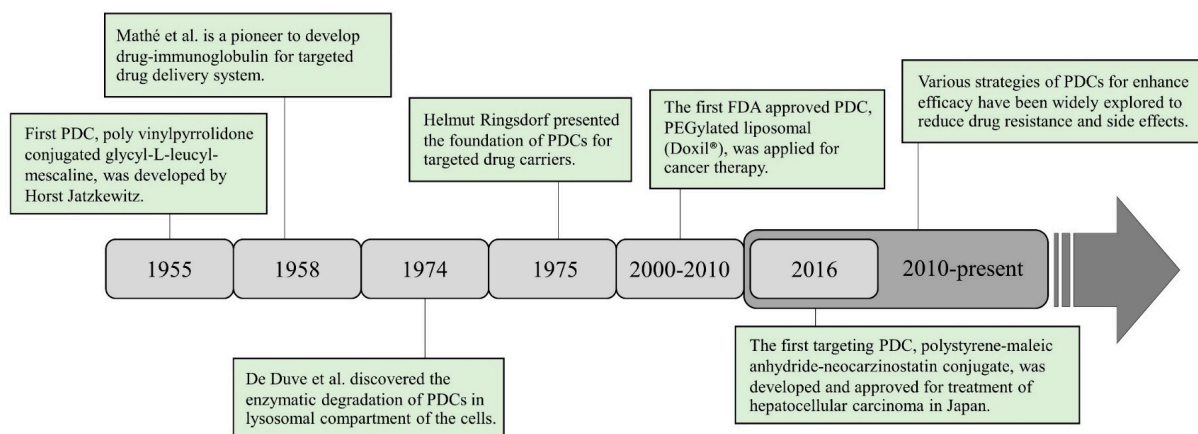 Mathé et al. is a pioneer to develop
drug-immunoglobulin for targeted
drug delivery system.
First PDC, poly vinylpyrrolidone
conjugated glycyl-L-leucyl-
mescaline, was developed by
Horst Jatzkewitz.
Helmut Ringsdorf presented
the foundation of PDCs for
targeted drug carriers.
The first FDA approved PDC,
PEGylated liposomal
(Doxil®), was applied for
cancer therapy.
Various strategies of PDCs for enhance
efficacy have been widely explored to
reduce drug resistance and side effects.
1955
1958
1974
1975
2000-2010
2016
2010-present
De Duve et al. discovered the
enzymatic degradation of PDCs in
lysosomal compartment of the cells.
The first targeting PDC, polystyrene-maleic
anhydride-neocarzinostatin conjugate, was
developed and approved for treatment of
hepatocellular carcinoma in Japan.